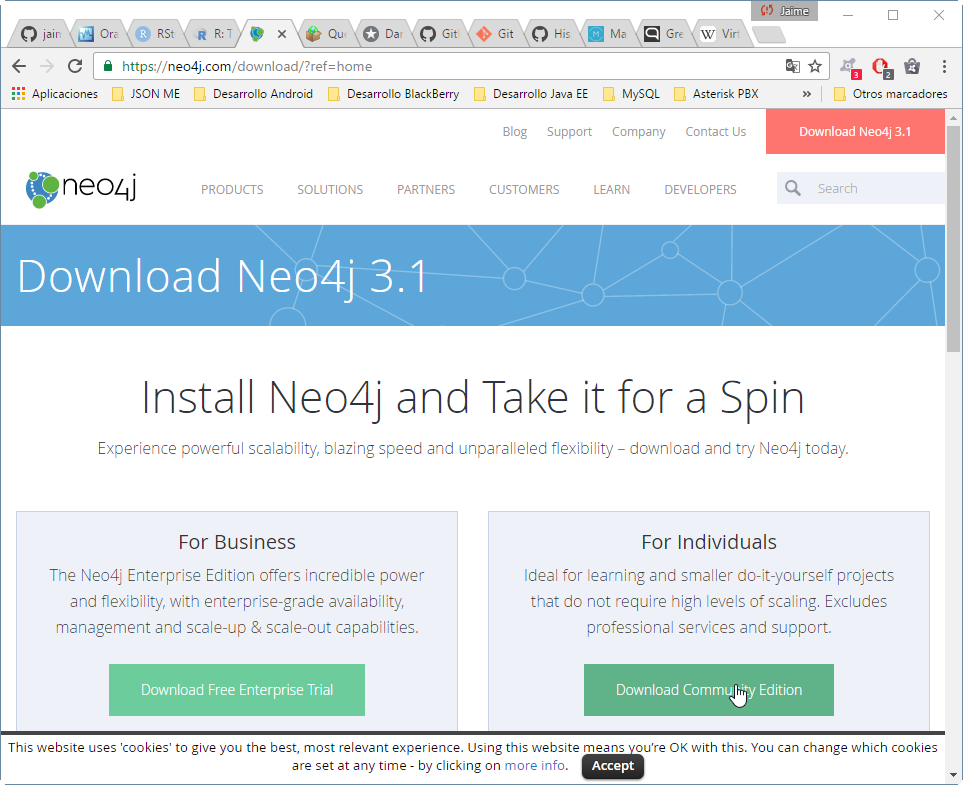 Jaime
jain
Ora
RSt
R: T
Que
Dar
Git
Git
His
Ma
Gre
Virt
https://neo4j.com/download/?ref=home
3
2
Aplicaciones
JSON ME
Desarrollo Android
Desarrollo BlackBerry
Desarrollo Java EE
MySQL
Asterisk PBX
»
Otros marcadores
Blog
Support
Company
Contact Us
Download Neo4j 3.1
neo4j
PRODUCTS
SOLUTIONS
PARTNERS
CUSTOMERS
LEARN
DEVELOPERS
Search
Download Neo4j 3.1
Install Neo4j and Take it for a Spin
Experience powerful scalability, blazing speed and unparalleled flexibility – download and try Neo4j today.
For Business
The Neo4j Enterprise Edition offers incredible power
and flexibility, with enterprise-grade availability,
management and scale-up & scale-out capabilities.
Download Free Enterprise Trial
For Individuals
Ideal for learning and smaller do-it-yourself projects
that do not require high levels of scaling. Excludes
professional services and support.
Download Community Edition
This website uses 'cookies' to give you the best, most relevant experience. Using this website means you’re OK with this. You can change which cookies
are set at any time - by clicking on more info.
Accept